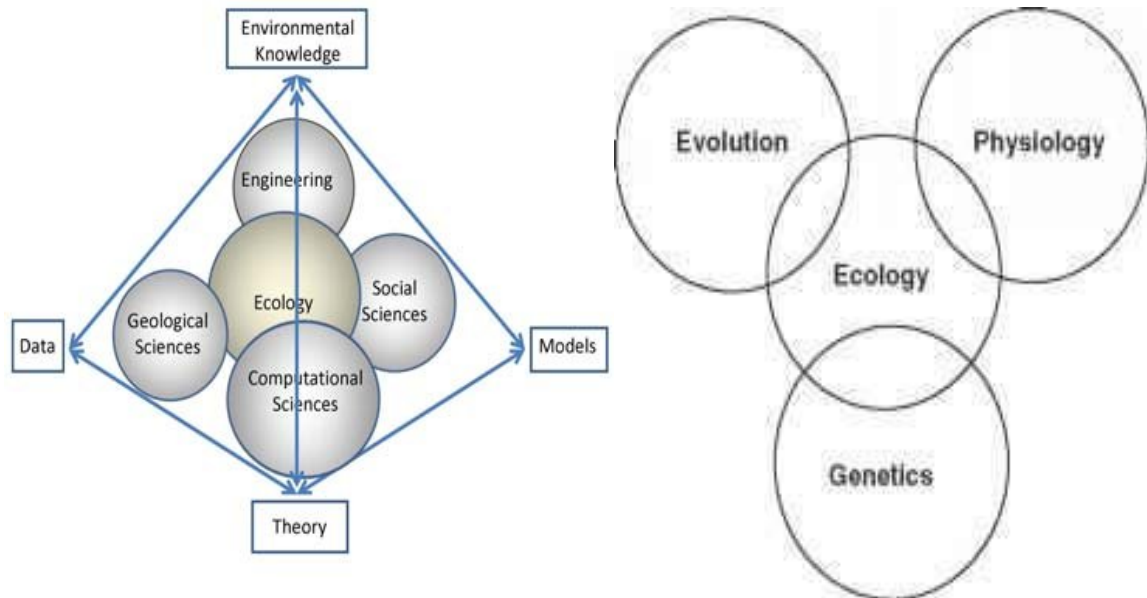 Environmental
Knowledge
Engineering
Ecology
Social
Sciences
Geological
Sciences
Data
Models
Computational
Sciences
Theory
Evolution
Physiology
Ecology
Genetics